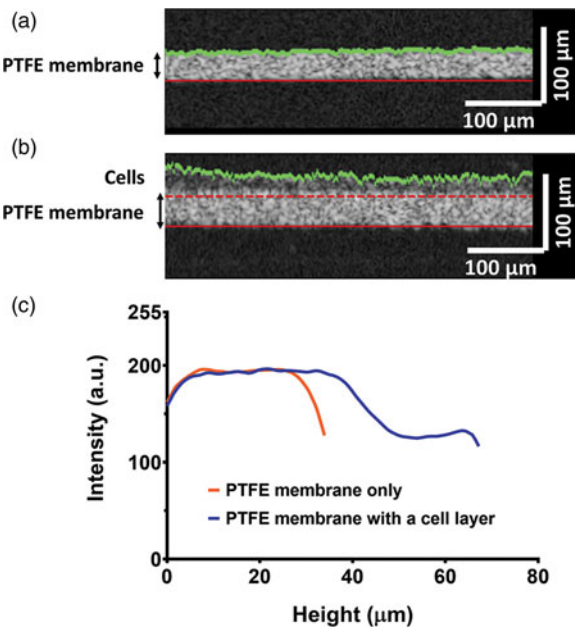 (a)
PTFE membrane
100 µm
100 µm
(b)
Cells
PTFE membrane
100 µm
100 µm
(c)
255
200
100
0
Intensity (a.u.)
PTFE membrane only
PTFE membrane with a cell layer
0 20 40 60 80
Height (µm)